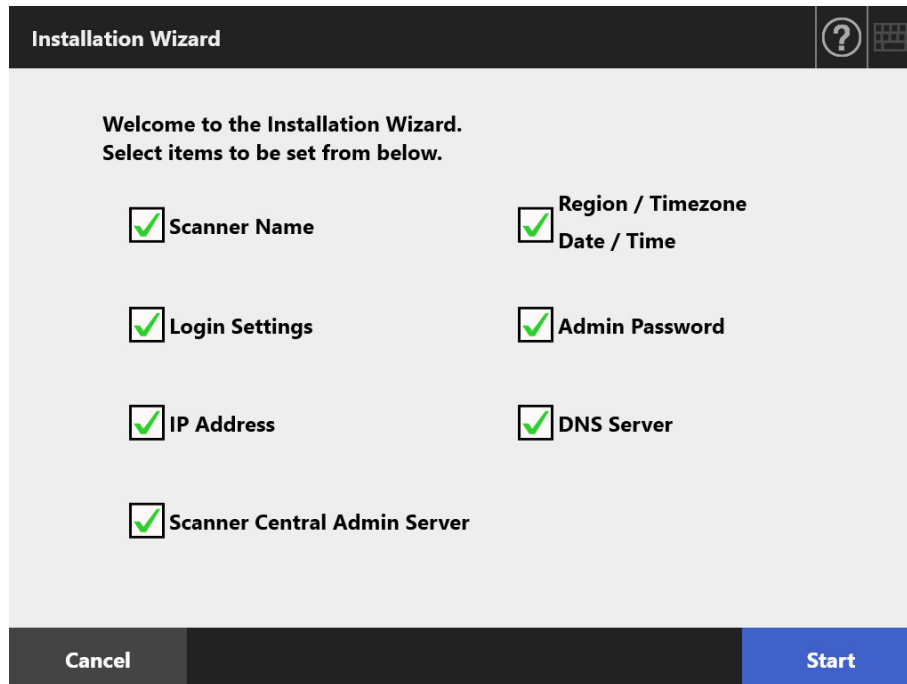 Installation Wizard
?
Welcome to the Installation Wizard.
Select items to be set from below.
Scanner Name
Region / Timezone
Date / Time
Login Settings
Admin Password
IP Address
DNS Server
Scanner Central Admin Server
Cancel
Start